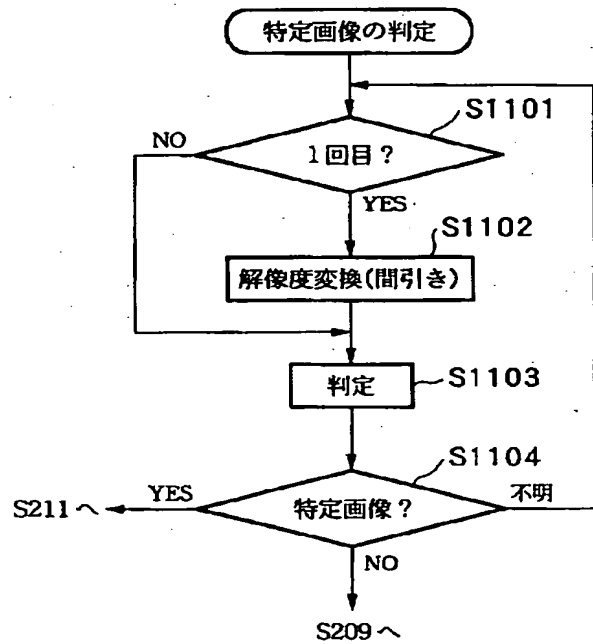 特定画像の判定
S1101
NO
1回目?
YES
S1102
解像度変換(間引き)
判定
S1103
S1104
S211へ
YES
特定画像?
不明
NO
S209へ